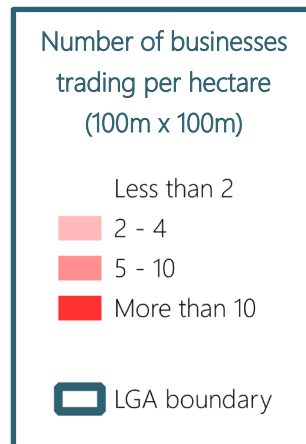 Number of businesses
trading per hectare
(100m x 100m)
Less than 2
2 - 4
5 - 10
More than 10
LGA boundary